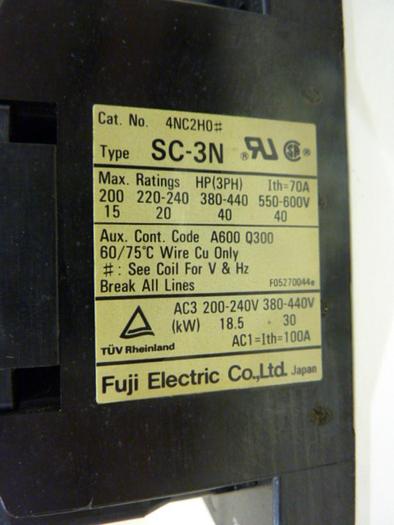 Cat. No. 4NC2H0#
Type SC-3N ® RU SA ®
Max. Ratings HP(3PH) Ith=70A
200 220-240 380-440 550-600V
15 20 40 40
Aux. Cont. Code A600 Q300
60/75°C Wire Cu Only
#: See Coil For V & Hz
Break All Lines F05270044e
AC3 200-240V 380-440V
(kW) 18.5 30
TÜV Rheinland AC1=Ith=100A
Fuji Electric Co.,Ltd. Japan